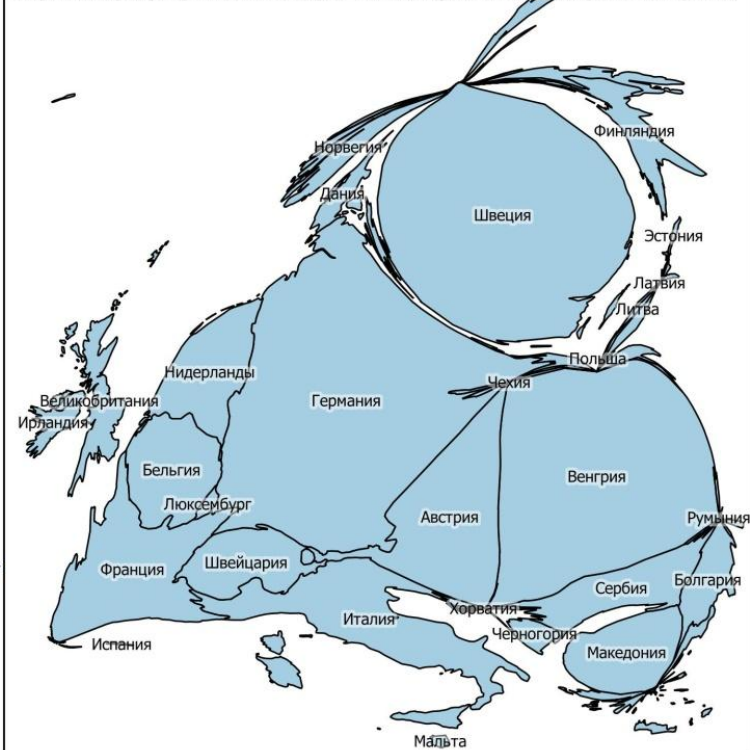 Финляндия
Норвегия
Дания
Швеция
Эстония
Латвия
Литва
Польша
Нидерланды
Чехия
Великобритания
Германия
Ирландия
Бельгия
Венгрия
Люксембург
Австрия
Румыния
Швейцария
Франция
Болгария
Сербия
Хорватия
Италия
Черногория
Испания
Македония
Мальта